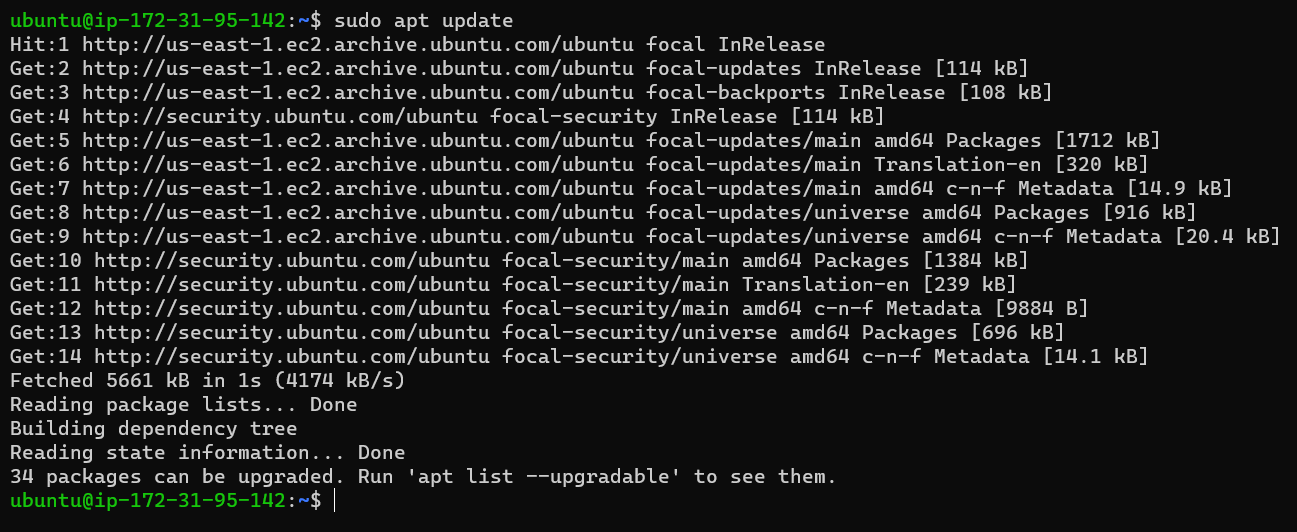 ubuntu@ip-172-31-95-142:~$ sudo apt update
Hit:1 http://us-east-1.ec2.archive.ubuntu.com/ubuntu focal InRelease
Get:2 http://us-east-1.ec2.archive.ubuntu.com/ubuntu focal-updates InRelease [114 kB]
Get:3 http://us-east-1.ec2.archive.ubuntu.com/ubuntu focal-backports InRelease [108 kB]
Get:4 http://security.ubuntu.com/ubuntu focal-security InRelease [114 kB]
Get:5 http://us-east-1.ec2.archive.ubuntu.com/ubuntu focal-updates/main amd64 Packages [1712 kB]
Get:6 http://us-east-1.ec2.archive.ubuntu.com/ubuntu focal-updates/main Translation-en [320 kB]
Get:7 http://us-east-1.ec2.archive.ubuntu.com/ubuntu focal-updates/main amd64 c-n-f Metadata [14.9 kB]
Get:8 http://us-east-1.ec2.archive.ubuntu.com/ubuntu focal-updates/universe amd64 Packages [916 kB]
Get:9 http://us-east-1.ec2.archive.ubuntu.com/ubuntu focal-updates/universe amd64 c-n-f Metadata [20.4 kB]
Get:10 http://security.ubuntu.com/ubuntu focal-security/main amd64 Packages [1384 kB]
Get:11 http://security.ubuntu.com/ubuntu focal-security/main Translation-en [239 kB]
Get:12 http://security.ubuntu.com/ubuntu focal-security/main amd64 c-n-f Metadata [9884 B]
Get:13 http://security.ubuntu.com/ubuntu focal-security/universe amd64 Packages [696 kB]
Get:14 http://security.ubuntu.com/ubuntu focal-security/universe amd64 c-n-f Metadata [14.1 kB]
Fetched 5661 kB in 1s (4174 kB/s)
Reading package lists... Done
Building dependency tree
Reading state information... Done
34 packages can be upgraded. Run 'apt list --upgradable' to see them.
ubuntu@ip-172-31-95-142:~$